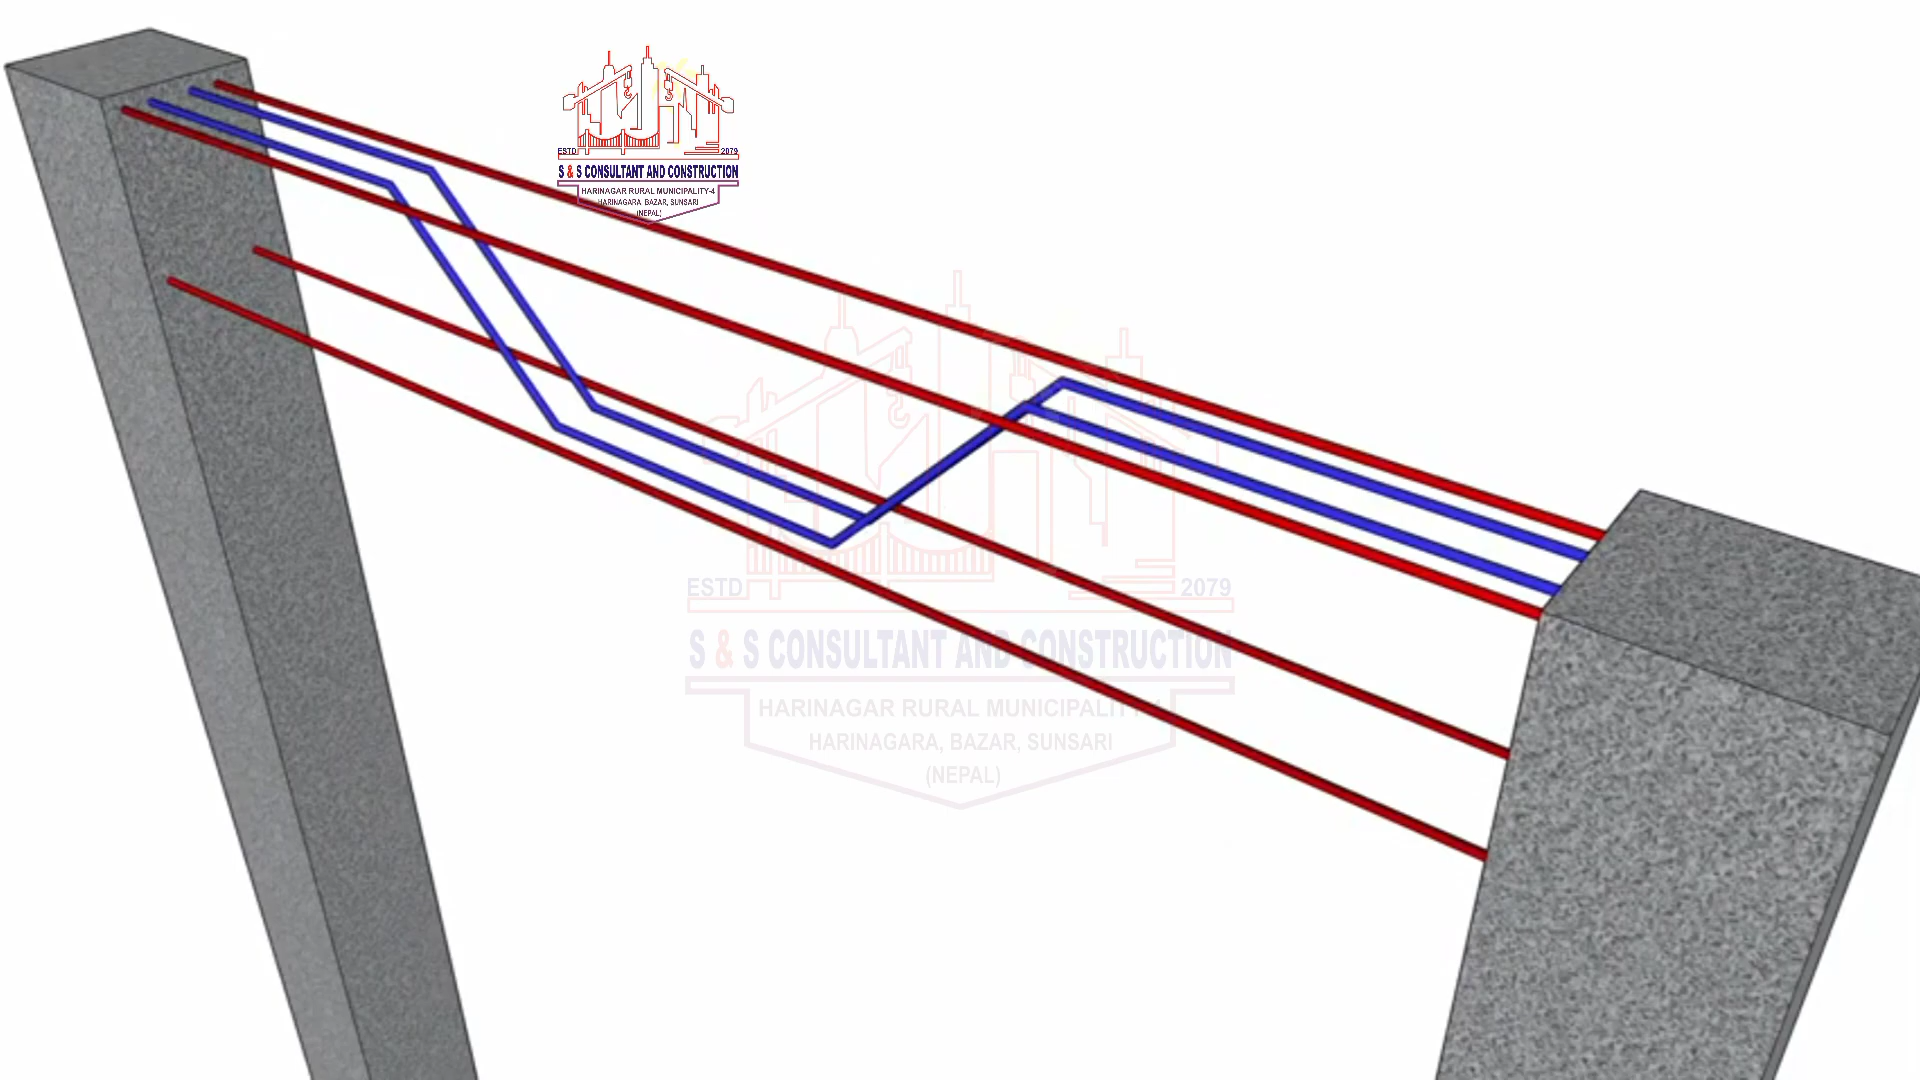 ESTD 2079
S & S CONSULTANT AND CONSTRUCTION
HARINAGAR RURAL MUNICIPALITY-4
HARINAGARA BAZAR, SUNSARI
(NEPAL)
ESTD 2079
S & S CONSULTANT AND CONSTRUCTION
HARINAGAR RURAL MUNICIPALITY-4
HARINAGARA, BAZAR, SUNSARI
(NEPAL)